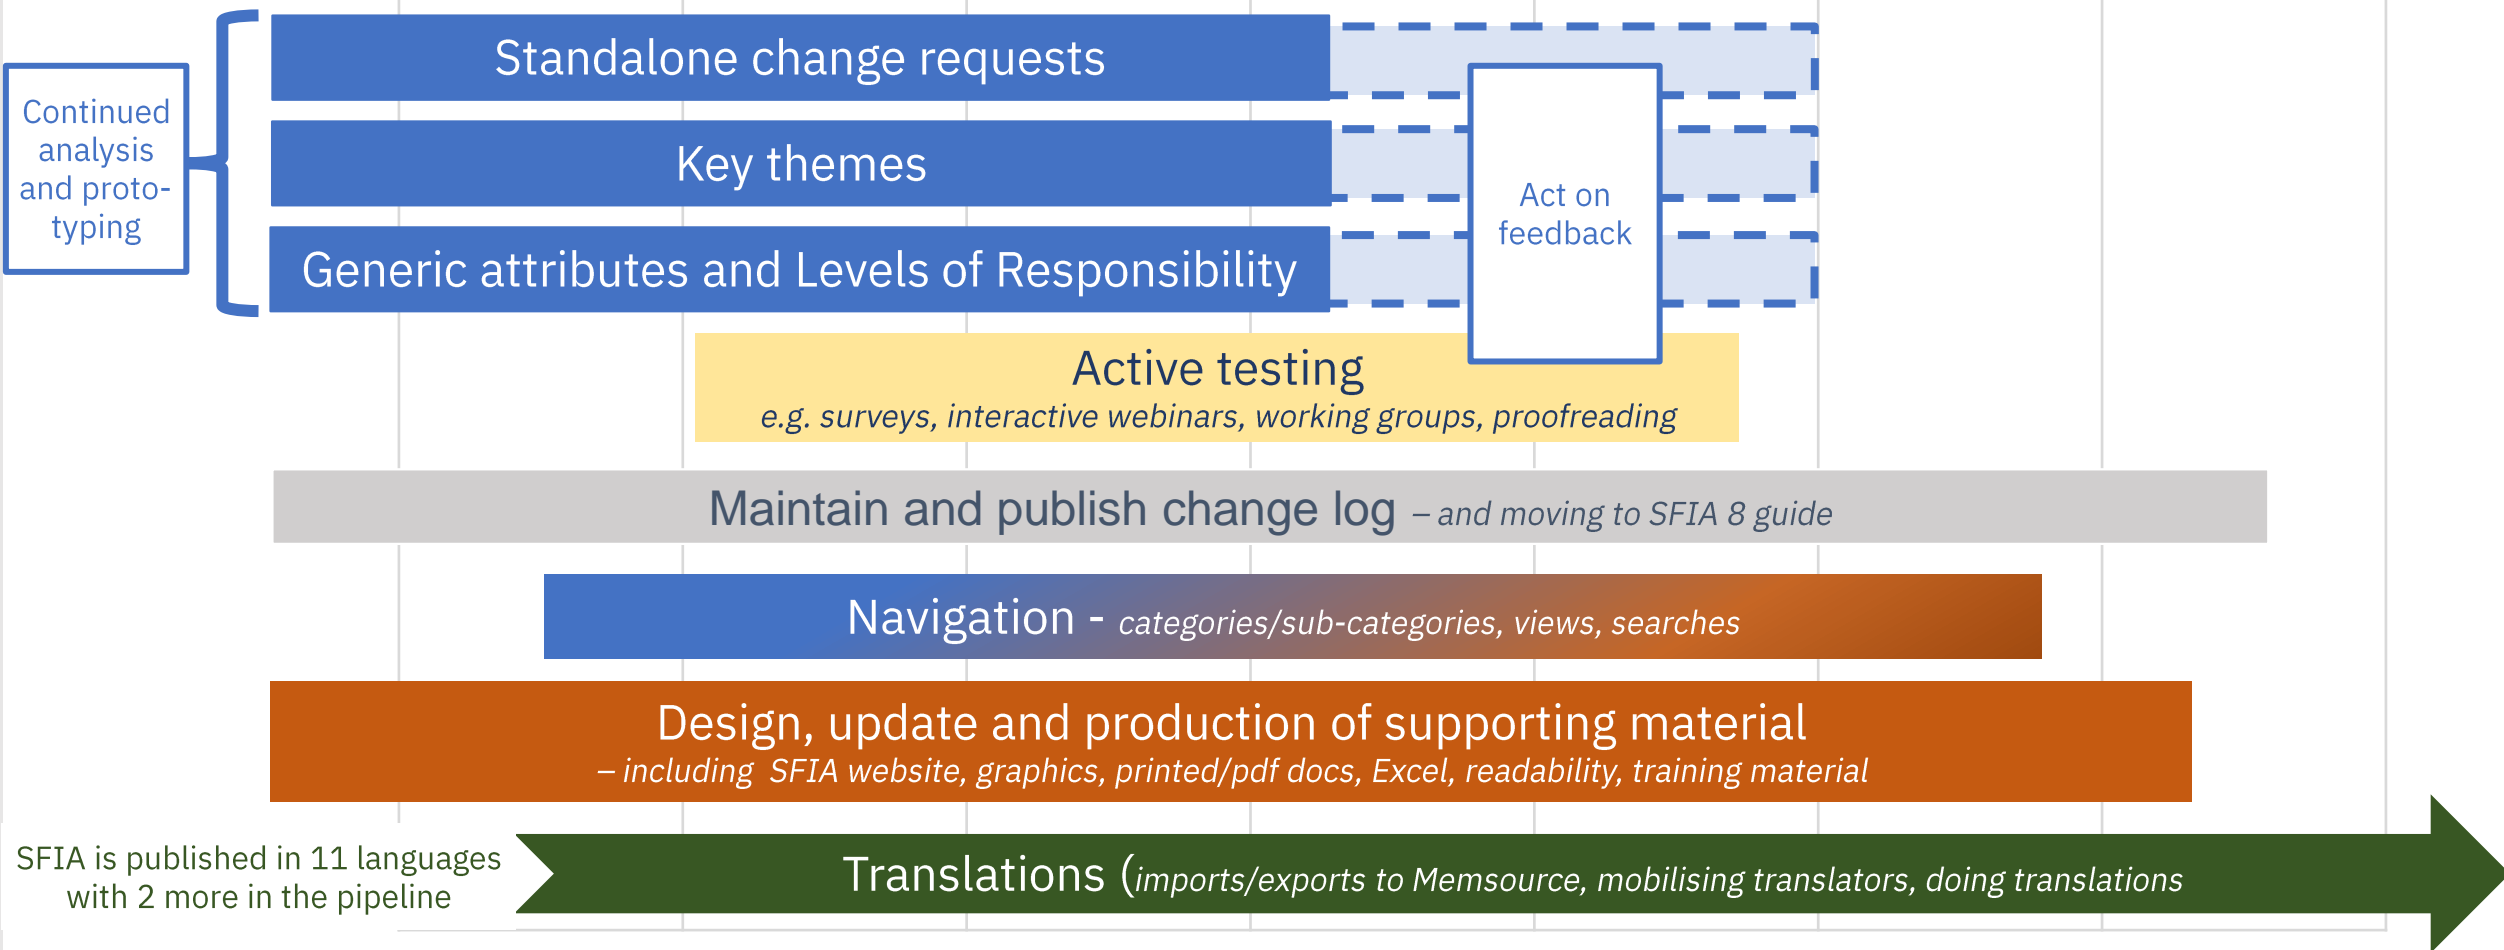 Standalone change requests
Continued
analysis
and proto-
typing
Key themes
Act on
feedback
Generic attributes and Levels of Responsibility
Active testing
e.g. surveys, interactive webinars, working groups, proofreading
Maintain and publish change log – and moving to SFIA 8 guide
Navigation - categories/sub-categories, views, searches
Design, update and production of supporting material
– including SFIA website, graphics, printed/pdf docs, Excel, readability, training material
SFIA is published in 11 languages
with 2 more in the pipeline
Translations (imports/exports to Memsource, mobilising translators, doing translations